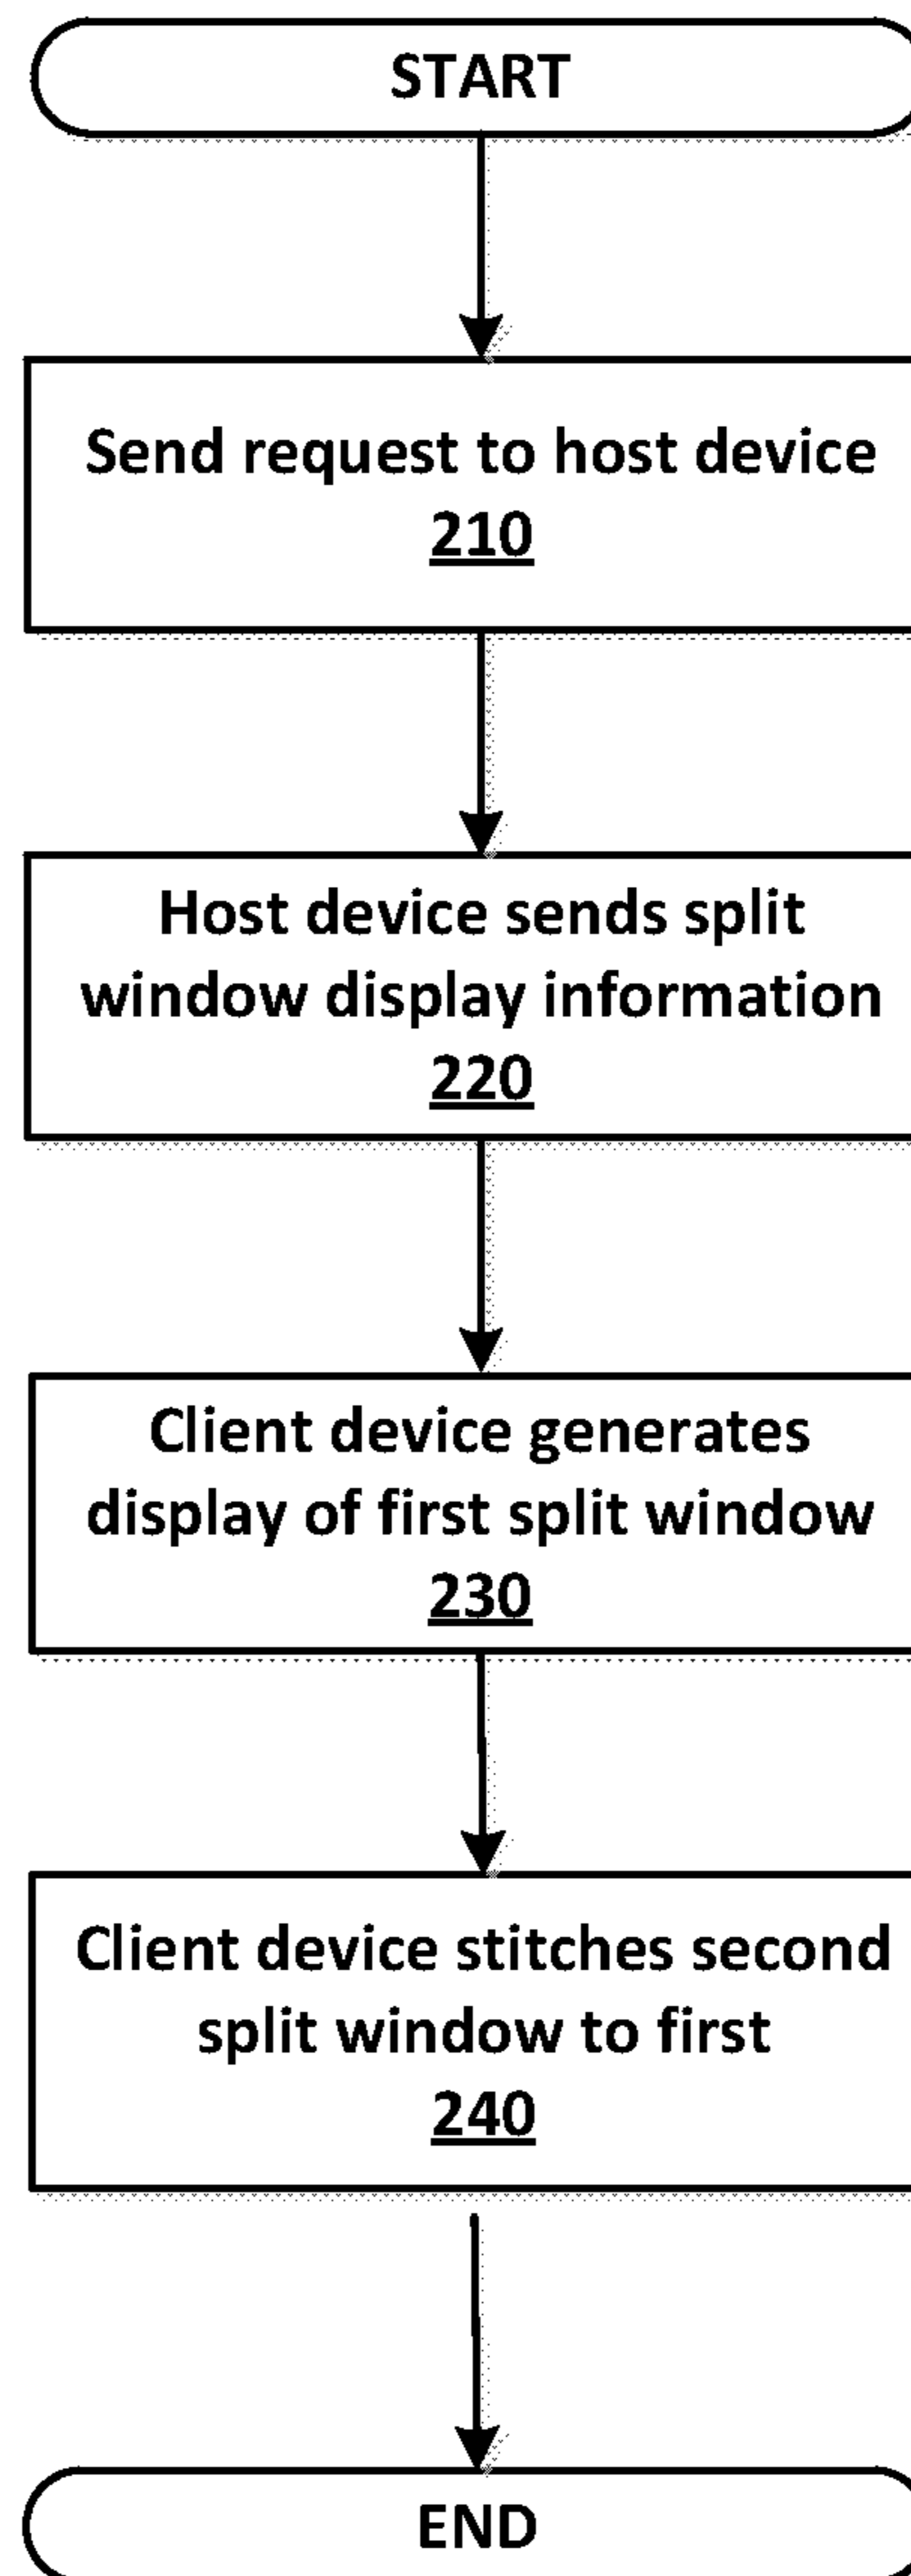 START
Send request to host device
210
Host device sends split
window display information
220
Client device generates
display of first split window
230
Client device stitches second
split window to first
240
END